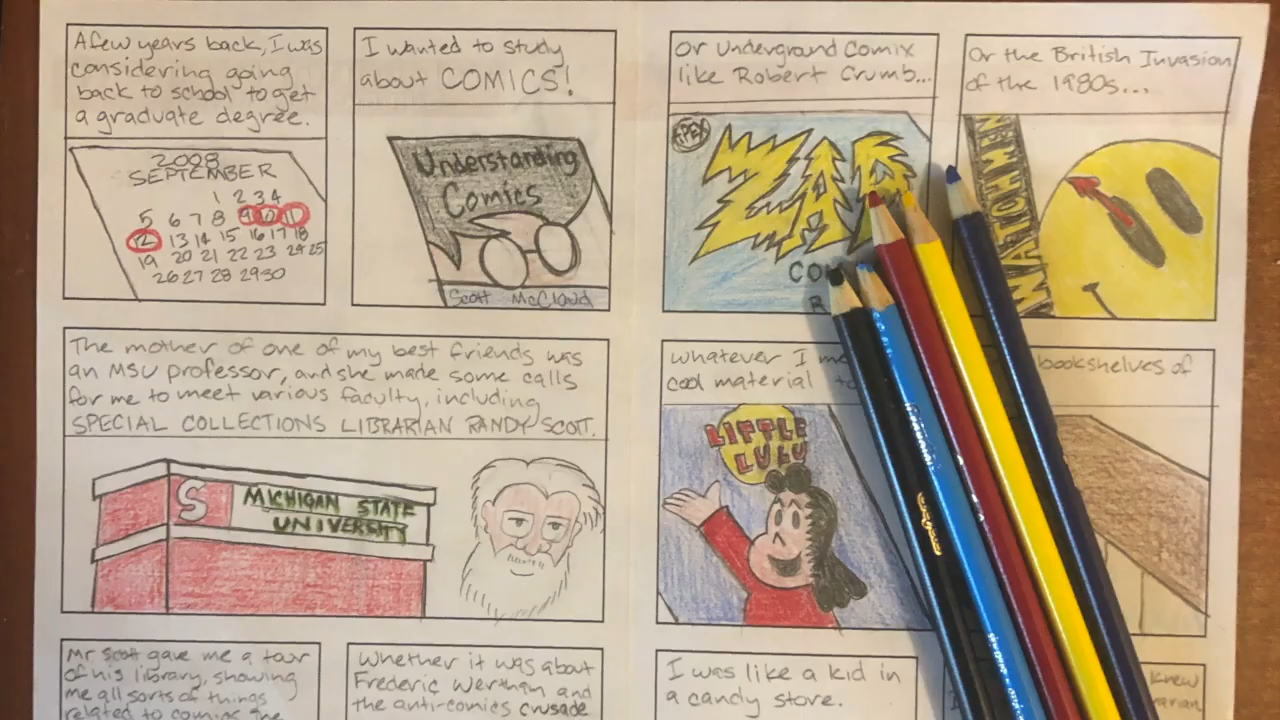 A few years back, I was
considering going
back to school to get
a graduate degree.
2008
SEPTEMBER
1 2 3 4
5 6 7 8 9 10 11
12 13 14 15 16 17 18
19 20 21 22 23 24 25
26 27 28 29 30
I wanted to study
about COMICS!
Understanding
Comics
Scott McCloud
The mother of one of my best friends was
an MSU professor, and she made some calls
for me to meet various faculty, including
SPECIAL COLLECTIONS LIBRARIAN RANDY SCOTT.
S
MICHIGAN STATE
UNIVERSITY
Mr. Scott gave me a tour
of his library, showing
me all sorts of things
related to comics. The
Whether it was about
Frederic Wertham and
the anti-comics crusade
Or Underground Comix
like Robert Crumb...
APEX
ZAP
CO
R
Or the British Invasion
of the 1980s...
WATCHMEN
whatever I me
cool material to
LITTLE
LULU
bookshelves of
I was like a kid in
a candy store.
knew
arian